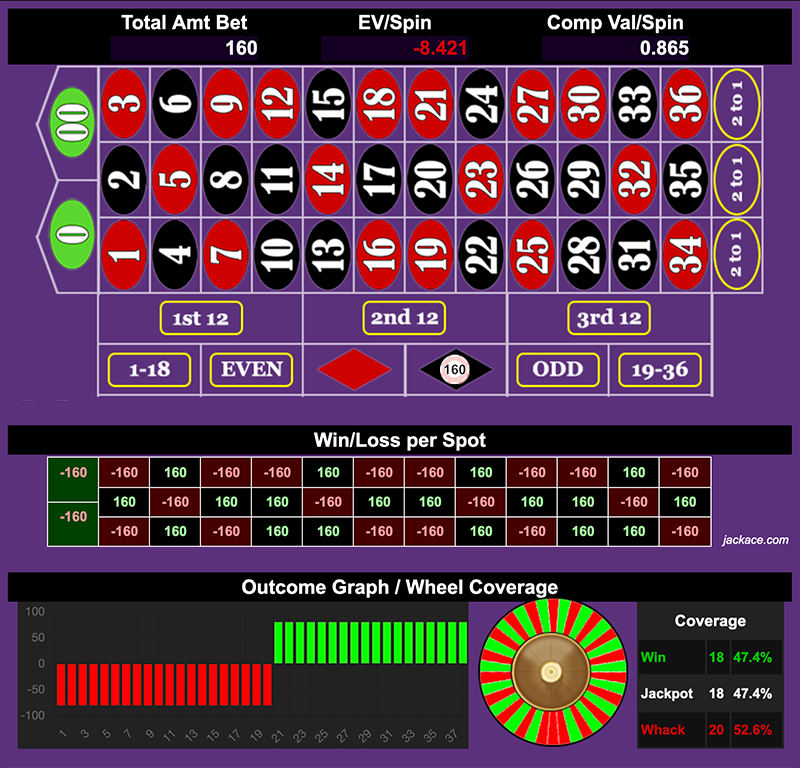 Total Amt Bet EV/Spin Comp Val/Spin
160 -8.421 0.865
00 3 6 9 12 15 18 21 24 27 30 33 36 2 to 1
2 5 8 11 14 17 20 23 26 29 32 35 2 to 1
0 1 4 7 10 13 16 19 22 25 28 31 34 2 to 1
1st 12 2nd 12 3rd 12
1-18 EVEN 160 ODD 19-36
Win/Loss per Spot
-160 -160 160 -160 -160 160 -160 -160 160 -160 -160 160 -160
160 -160 160 160 -160 160 160 -160 160 160 -160 160
-160 -160 160 -160 160 160 -160 -160 160 -160 160 160 -160
jackace.com
Outcome Graph / Wheel Coverage
100
50
0
-50
-100
1 3 5 7 9 11 13 15 17 19 21 23 25 27 29 31 33 35 37
Coverage
Win 18 47.4%
Jackpot 18 47.4%
Whack 20 52.6%